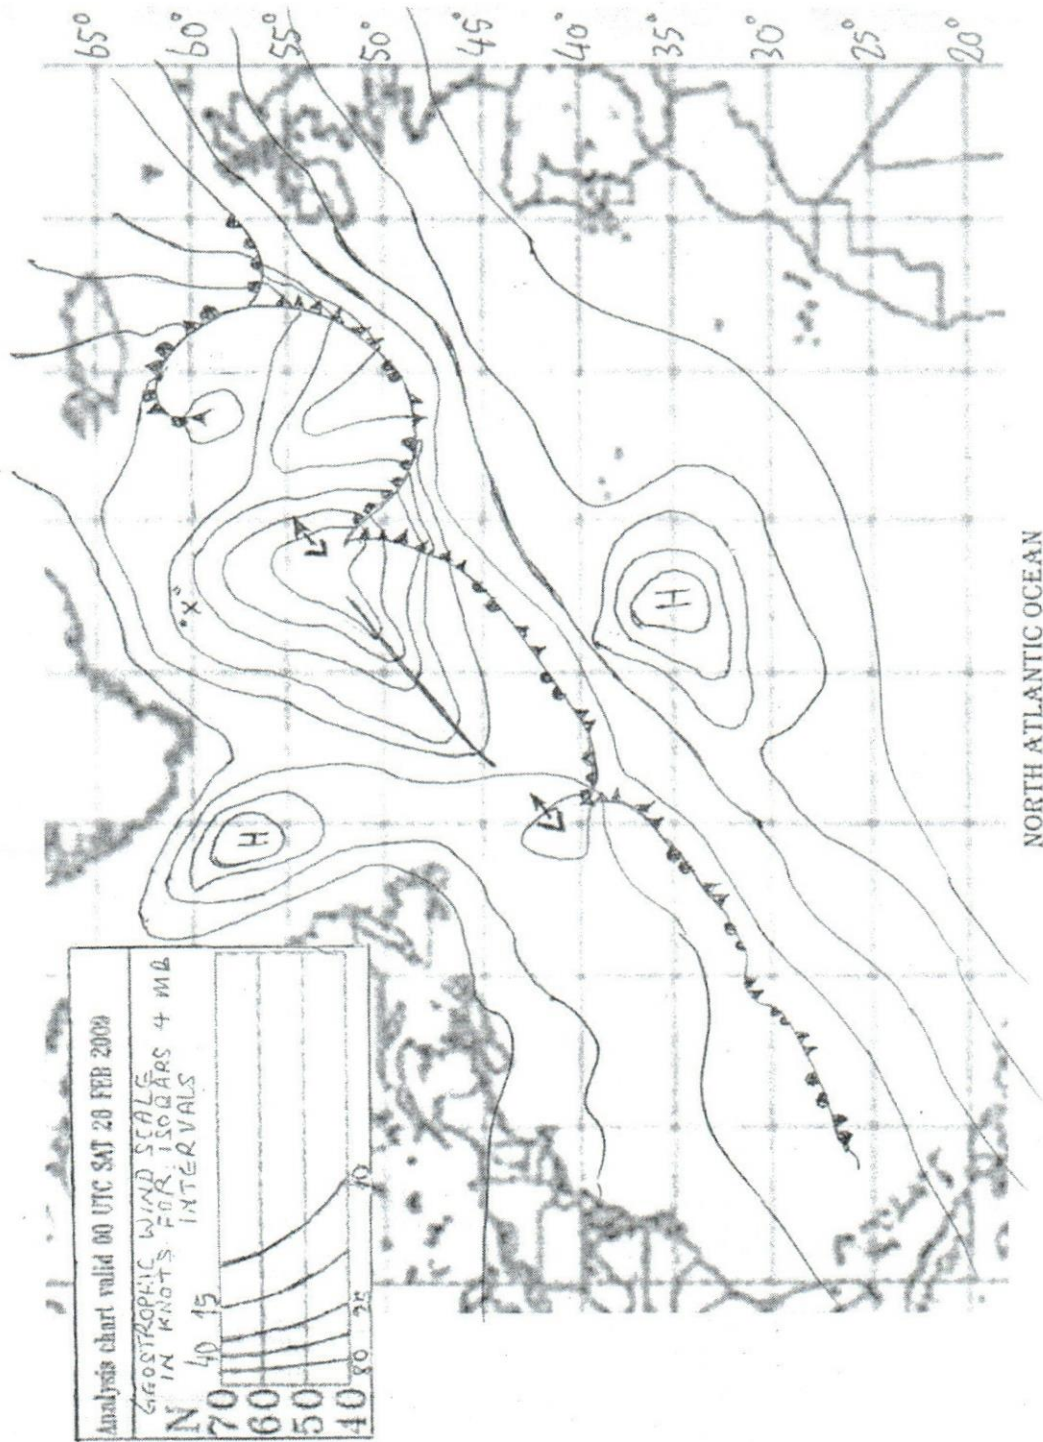 65° 60° 55° 50° 45° 40° 35° 30° 25° 20°
"X"
H
H
Analysis chart valid 00 UTC SAT 28 FEB 2009
GEOSTROPHIC WIND SCALE
IN KNOTS FOR ISOBARS 4 MB
INTERVALS
N 40 15
70
60
50
40
80 25 10
NORTH ATLANTIC OCEAN